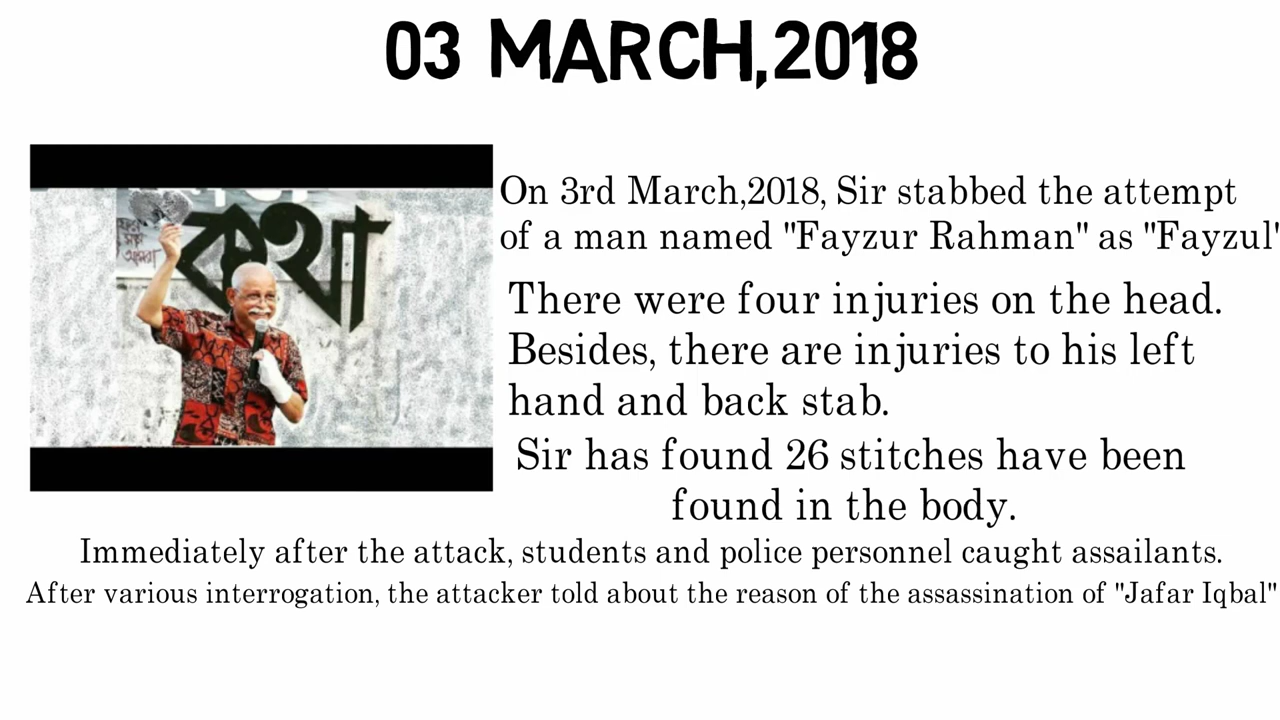 03 MARCH,2018
On 3rd March,2018, Sir stabbed the attempt
of a man named "Fayzur Rahman" as "Fayzul"
There were four injuries on the head.
Besides, there are injuries to his left
hand and back stab.
Sir has found 26 stitches have been
found in the body.
Immediately after the attack, students and police personnel caught assailants.
After various interrogation, the attacker told about the reason of the assassination of "Jafar Iqbal"
কথা